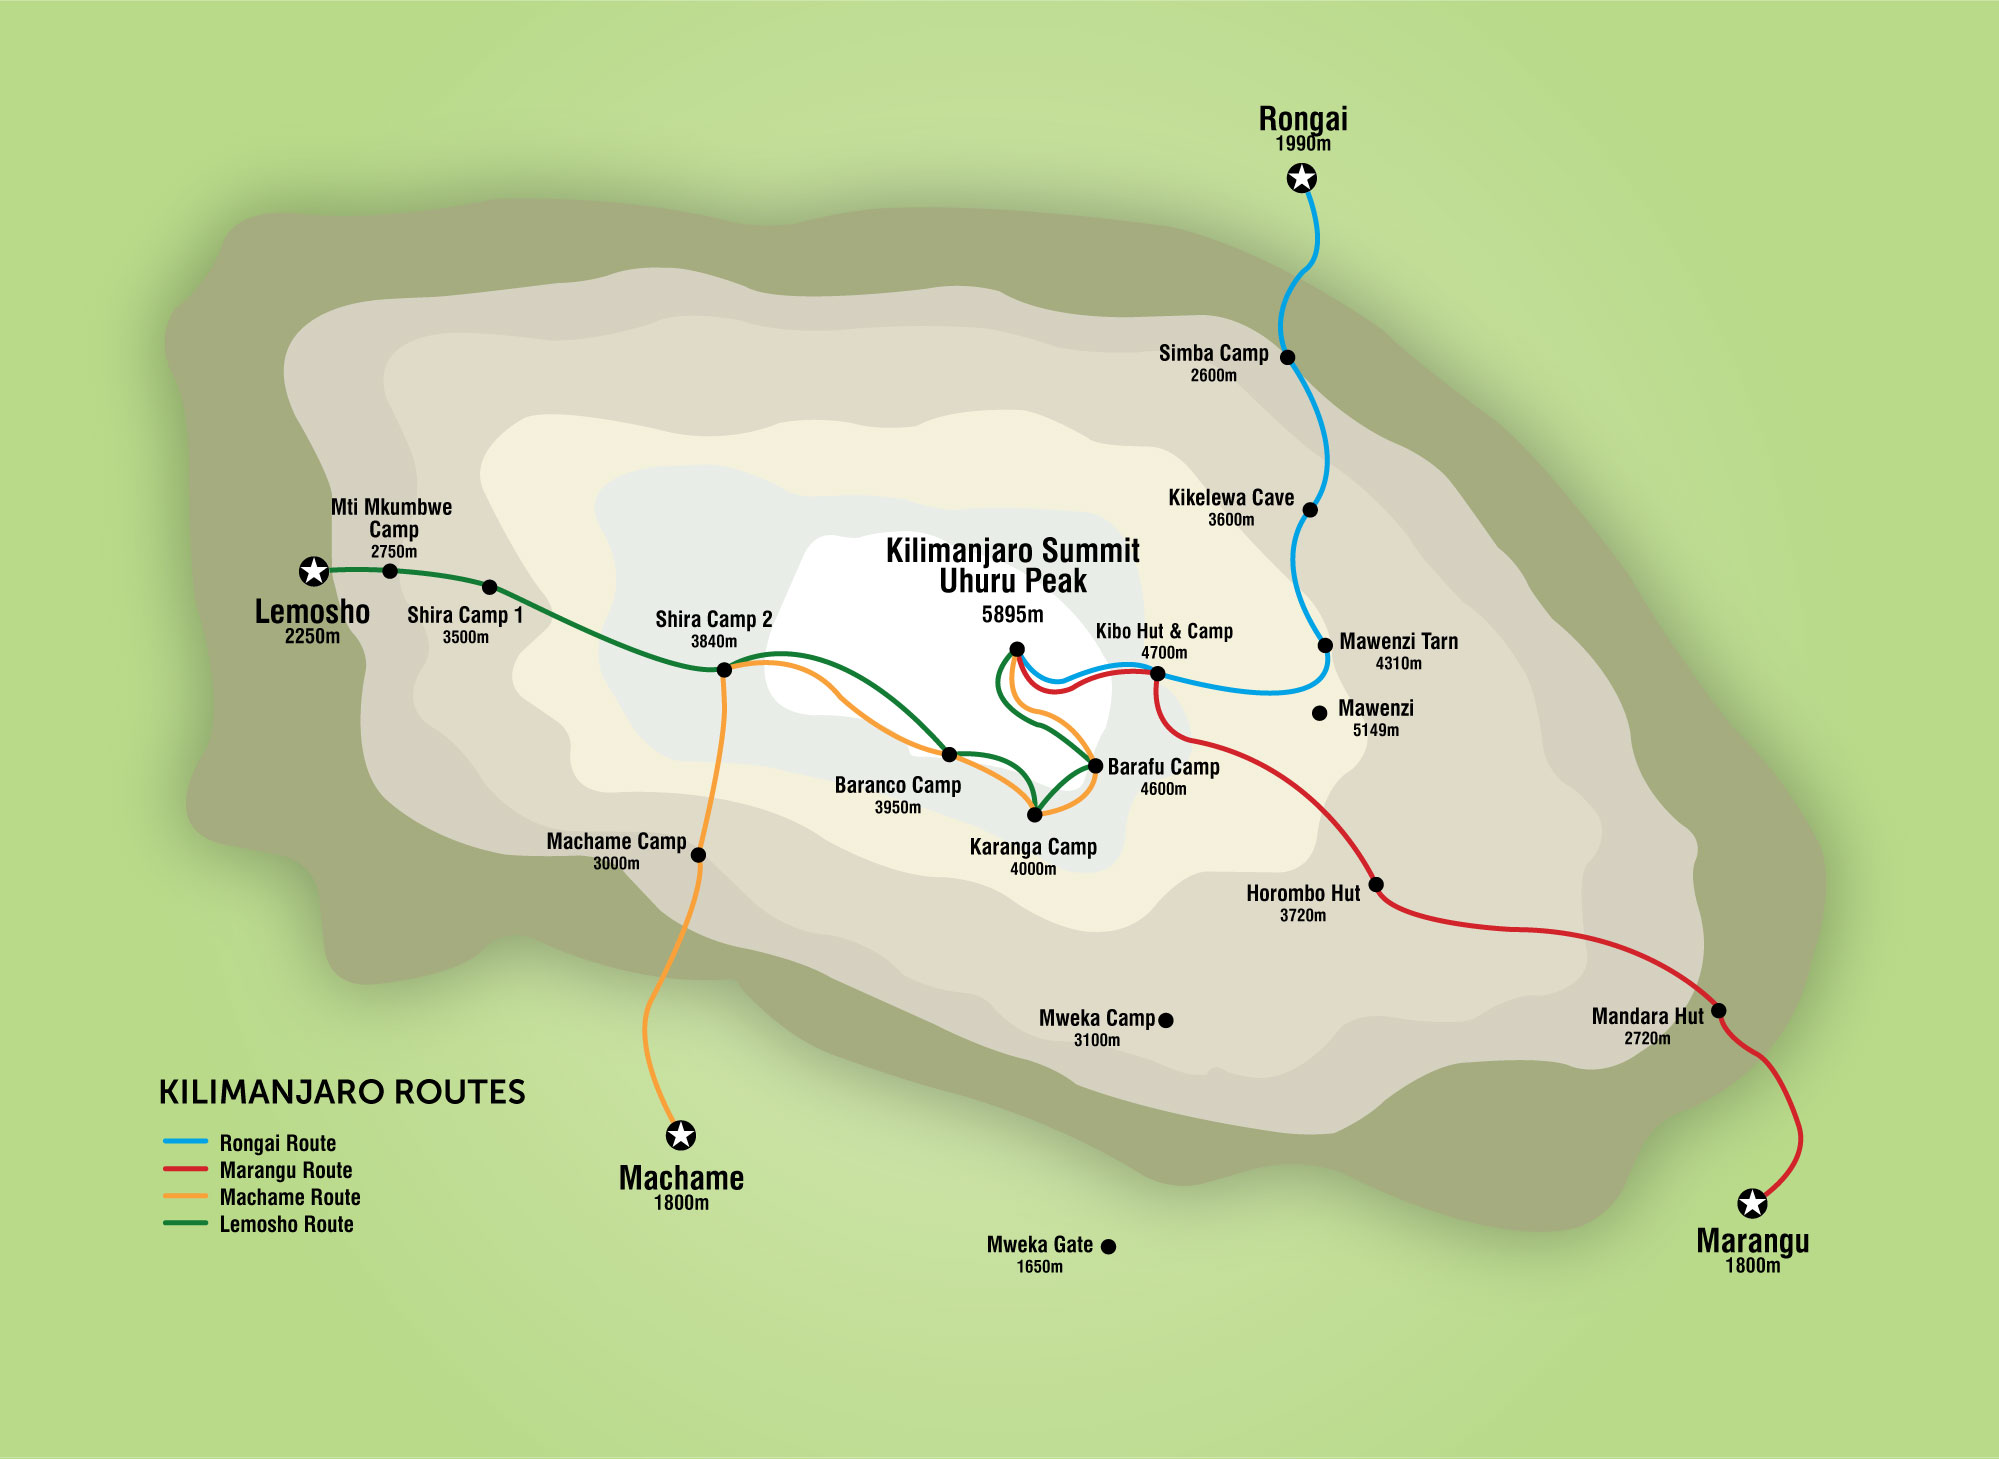 Rongai
1990m
Simba Camp
2600m
Kikelewa Cave
3600m
Mti Mkumbwe
Camp
2750m
Lemosho
2250m
Shira Camp 1
3500m
Shira Camp 2
3840m
Kilimanjaro Summit
Uhuru Peak
5895m
Kibo Hut & Camp
4700m
Mawenzi Tarn
4310m
Mawenzi
5149m
Baranco Camp
3950m
Barafu Camp
4600m
Machame Camp
3000m
Karanga Camp
4000m
Horombo Hut
3720m
Mweka Camp
3100m
Mandara Hut
2720m
KILIMANJARO ROUTES
Rongai Route
Marangu Route
Machame Route
Lemosho Route
Machame
1800m
Mweka Gate
1650m
Marangu
1800m